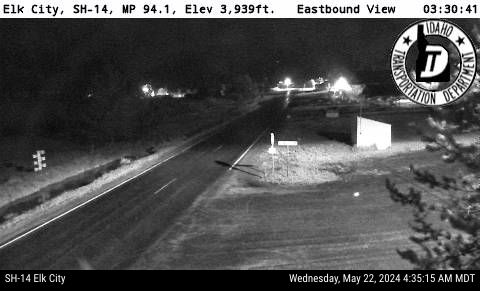 Elk City, SH-14, MP 94.1, Elev 3,939ft. Eastbound View 03:30:41
IDAHO
TRANSPORTATION DEPARTMENT
SH-14 Elk City Wednesday, May 22, 2024 4:35:15 AM MDT